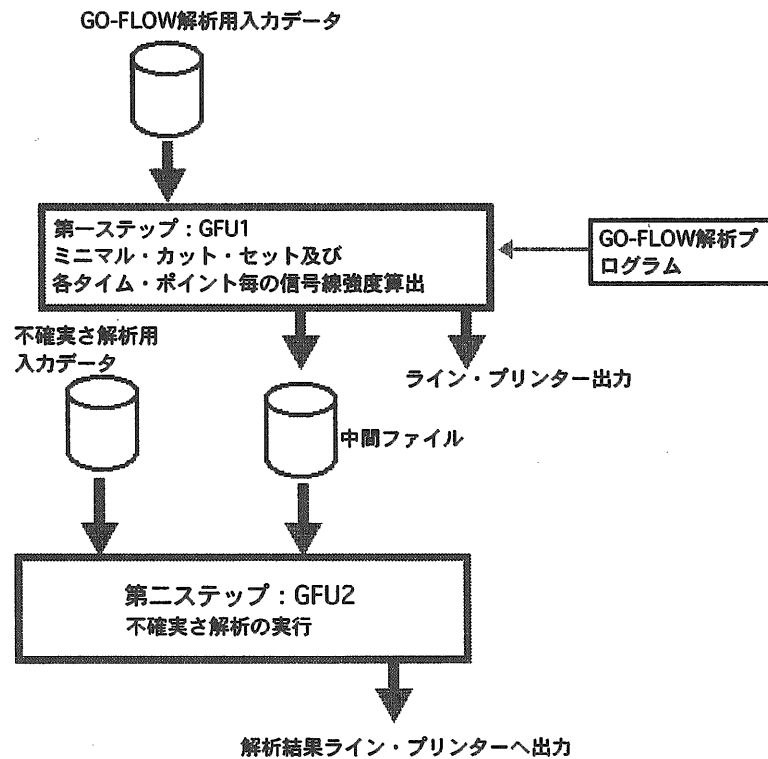 GO-FLOW解析用入力データ
第一ステップ：GFU1
ミニマル・カット・セット及び
各タイム・ポイント毎の信号線強度算出
GO-FLOW解析プ
ログラム
不確実さ解析用
入力データ
ライン・プリンター出力
中間ファイル
第二ステップ：GFU2
不確実さ解析の実行
解析結果ライン・プリンターへ出力